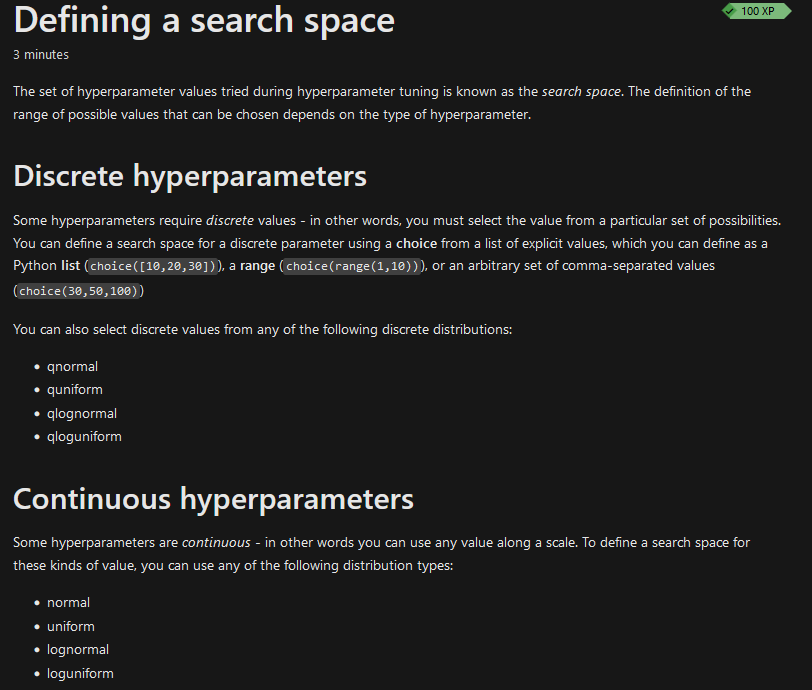 Defining a search space
100 XP
3 minutes
The set of hyperparameter values tried during hyperparameter tuning is known as the search space. The definition of the
range of possible values that can be chosen depends on the type of hyperparameter.
Discrete hyperparameters
Some hyperparameters require discrete values - in other words, you must select the value from a particular set of possibilities.
You can define a search space for a discrete parameter using a choice from a list of explicit values, which you can define as a
Python list (choice([10,20,30])), a range (choice(range(1,10))), or an arbitrary set of comma-separated values
(choice(30,50,100))
You can also select discrete values from any of the following discrete distributions:
• qnormal
• quniform
• qlognormal
• qloguniform
Continuous hyperparameters
Some hyperparameters are continuous - in other words you can use any value along a scale. To define a search space for
these kinds of value, you can use any of the following distribution types:
• normal
• uniform
• lognormal
• loguniform